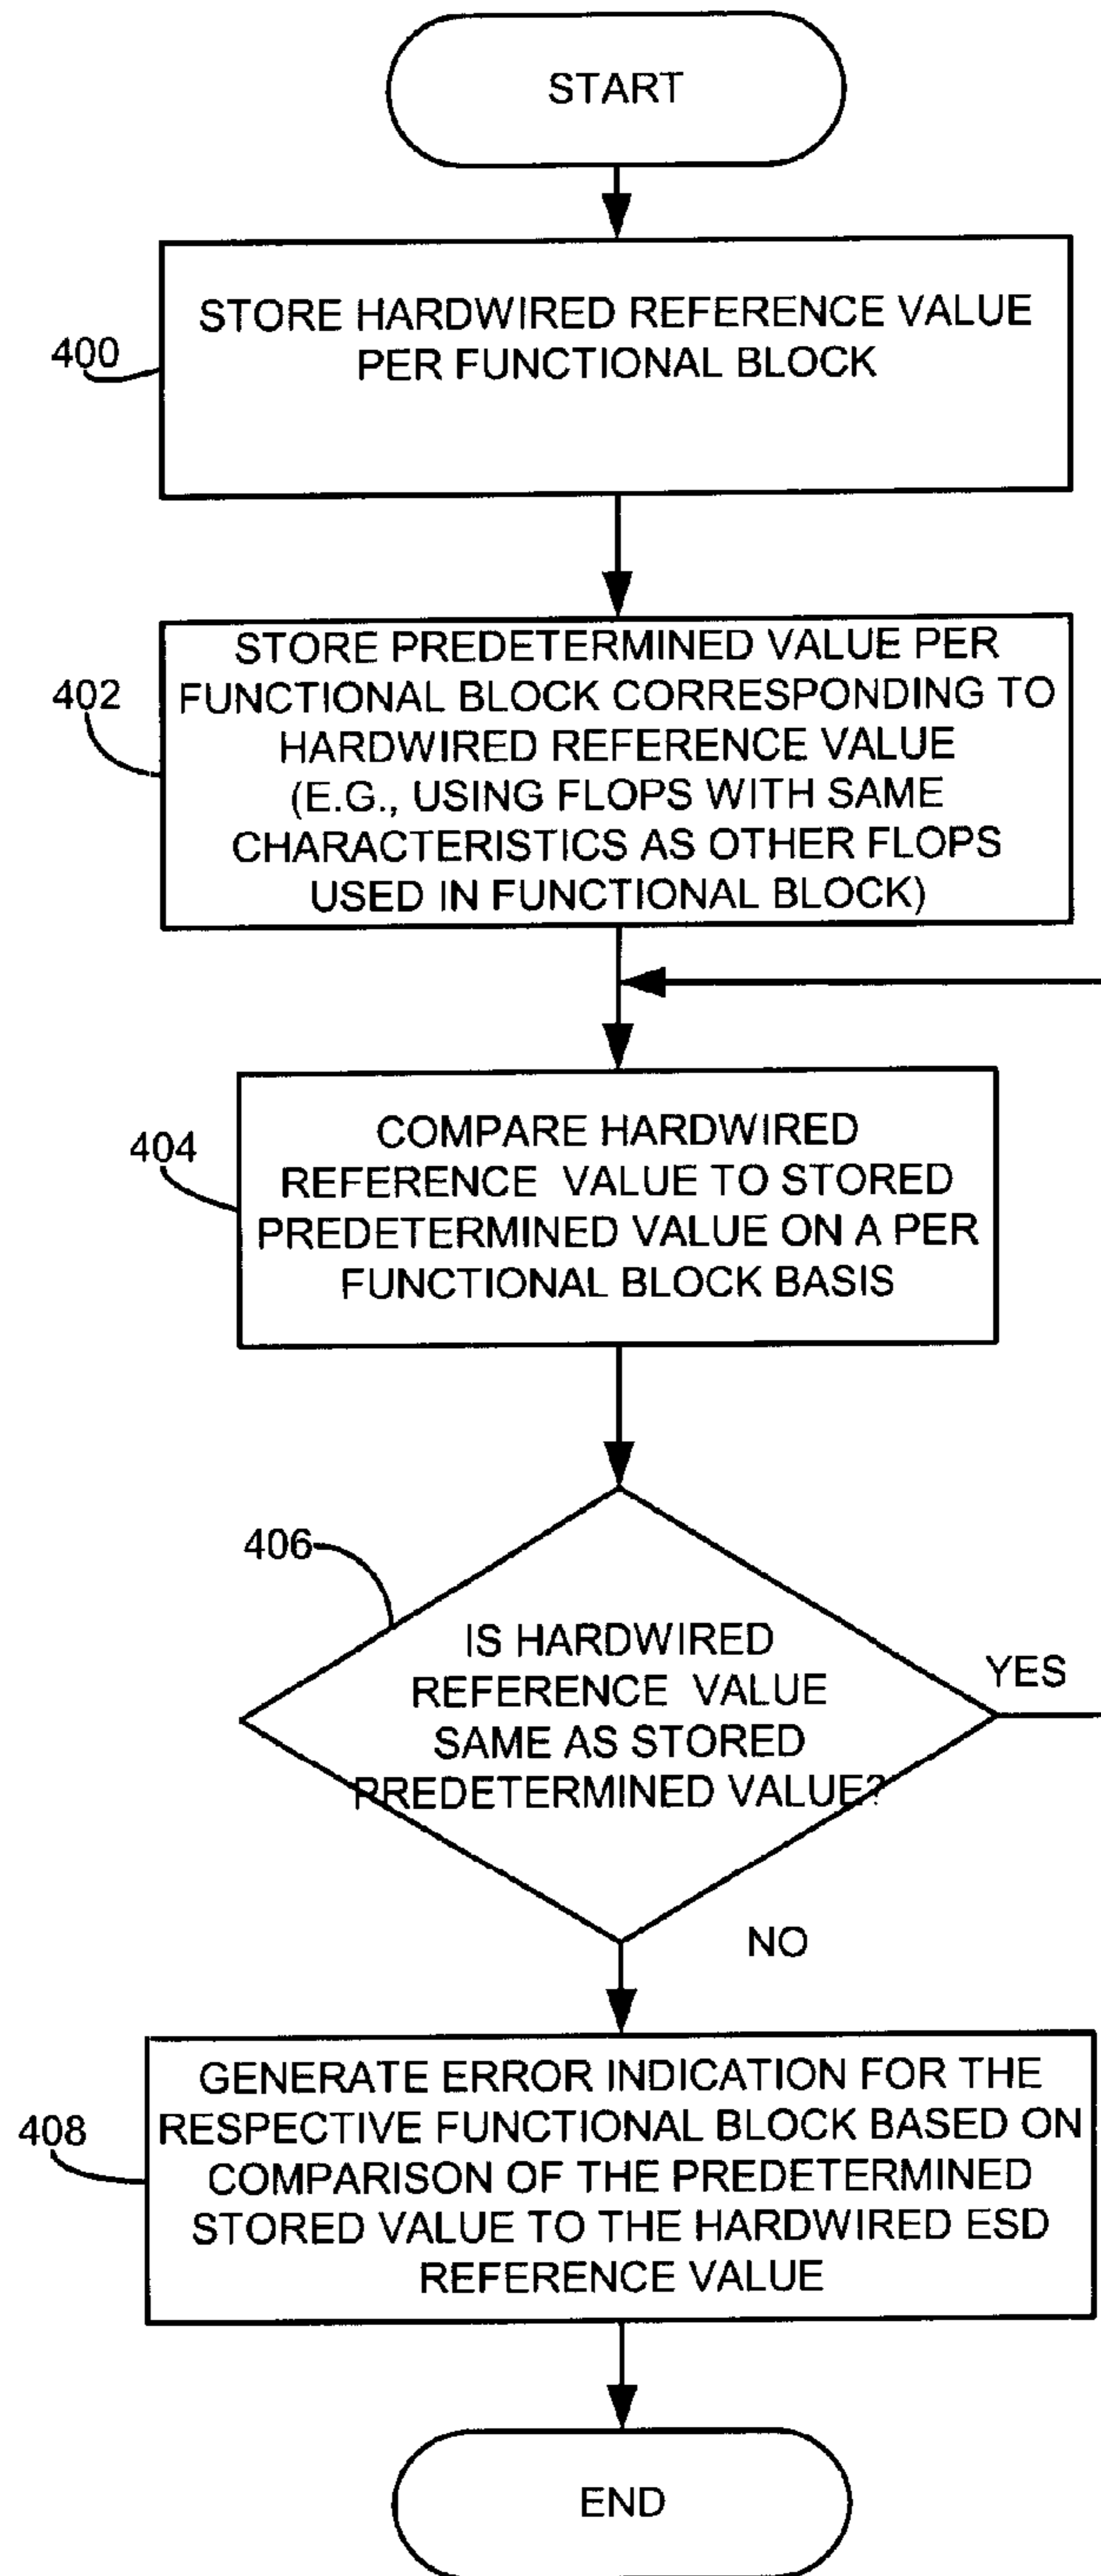 START
STORE HARDWIRED REFERENCE VALUE
PER FUNCTIONAL BLOCK
400
STORE PREDETERMINED VALUE PER
FUNCTIONAL BLOCK CORRESPONDING TO
HARDWIRED REFERENCE VALUE
(E.G., USING FLOPS WITH SAME
CHARACTERISTICS AS OTHER FLOPS
USED IN FUNCTIONAL BLOCK)
402
COMPARE HARDWIRED
REFERENCE VALUE TO STORED
PREDETERMINED VALUE ON A PER
FUNCTIONAL BLOCK BASIS
404
406
IS HARDWIRED
REFERENCE VALUE
SAME AS STORED
PREDETERMINED VALUE?
YES
NO
GENERATE ERROR INDICATION FOR THE
RESPECTIVE FUNCTIONAL BLOCK BASED ON
COMPARISON OF THE PREDETERMINED
STORED VALUE TO THE HARDWIRED ESD
REFERENCE VALUE
408
END